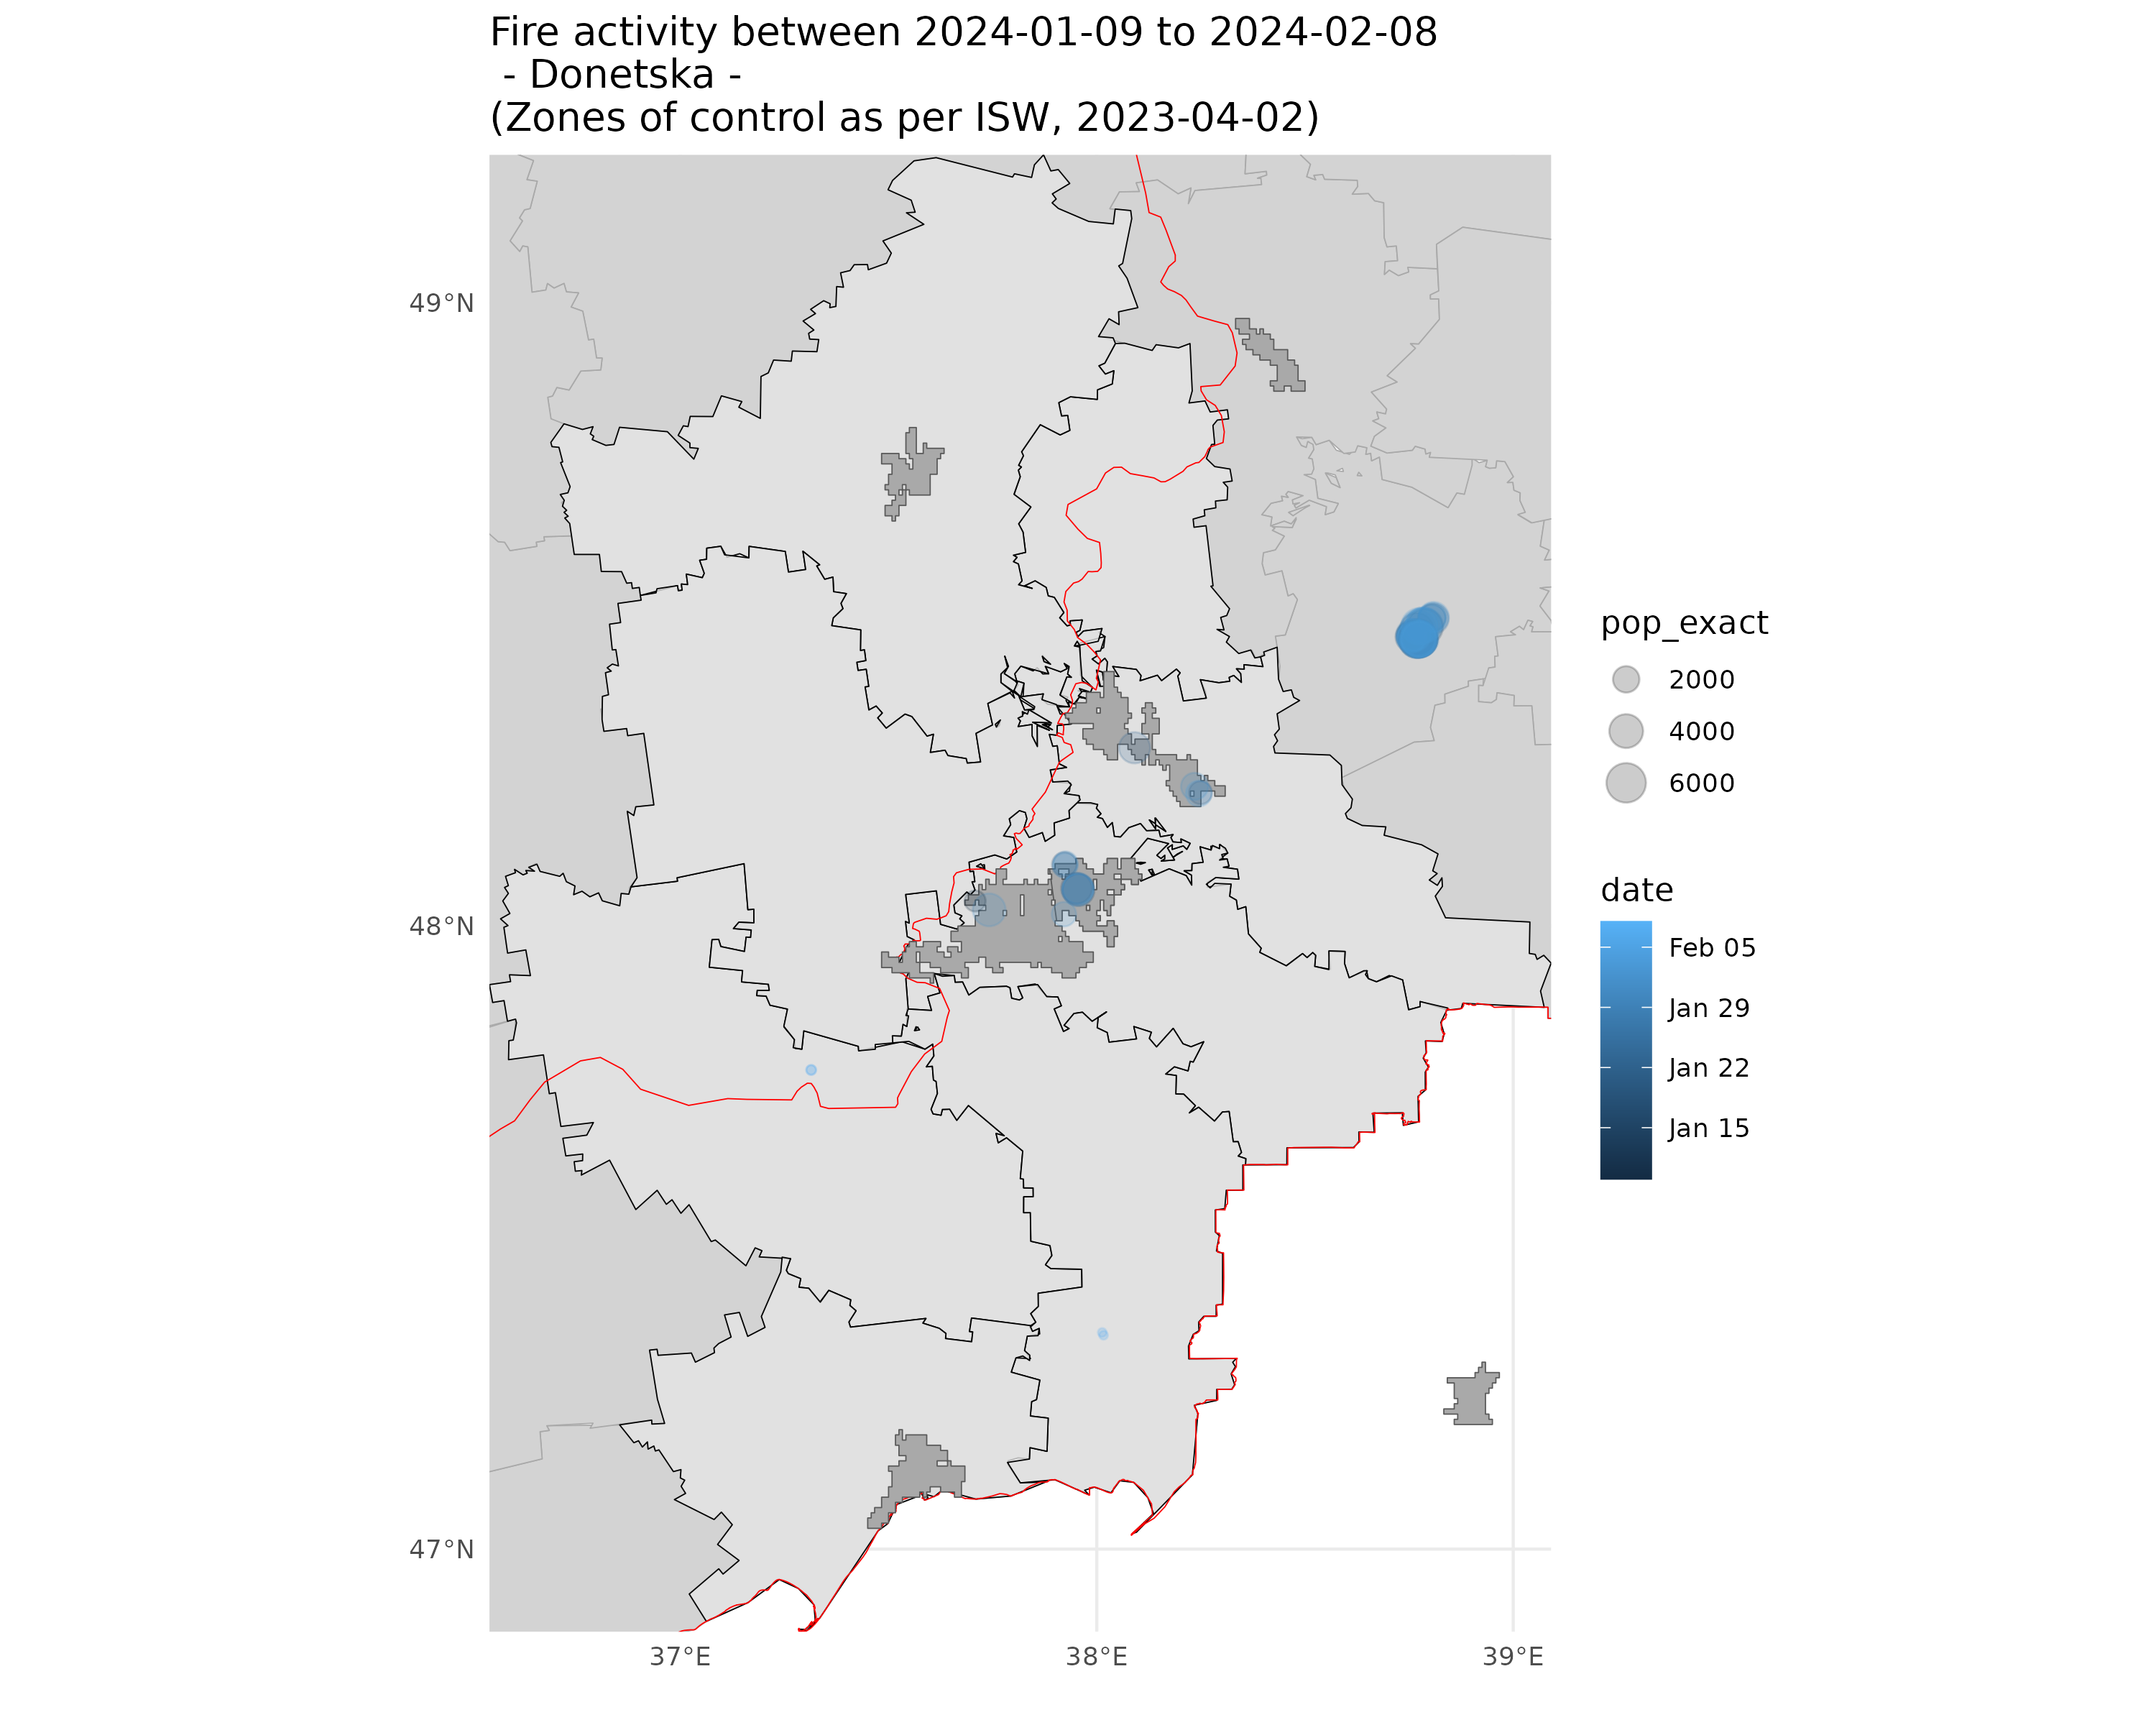 Fire activity between 2024-01-09 to 2024-02-08
- Donetska -
(Zones of control as per ISW, 2023-04-02)
49°N
48°N
47°N
37°E
38°E
39°E
pop_exact
2000
4000
6000
date
Feb 05
Jan 29
Jan 22
Jan 15